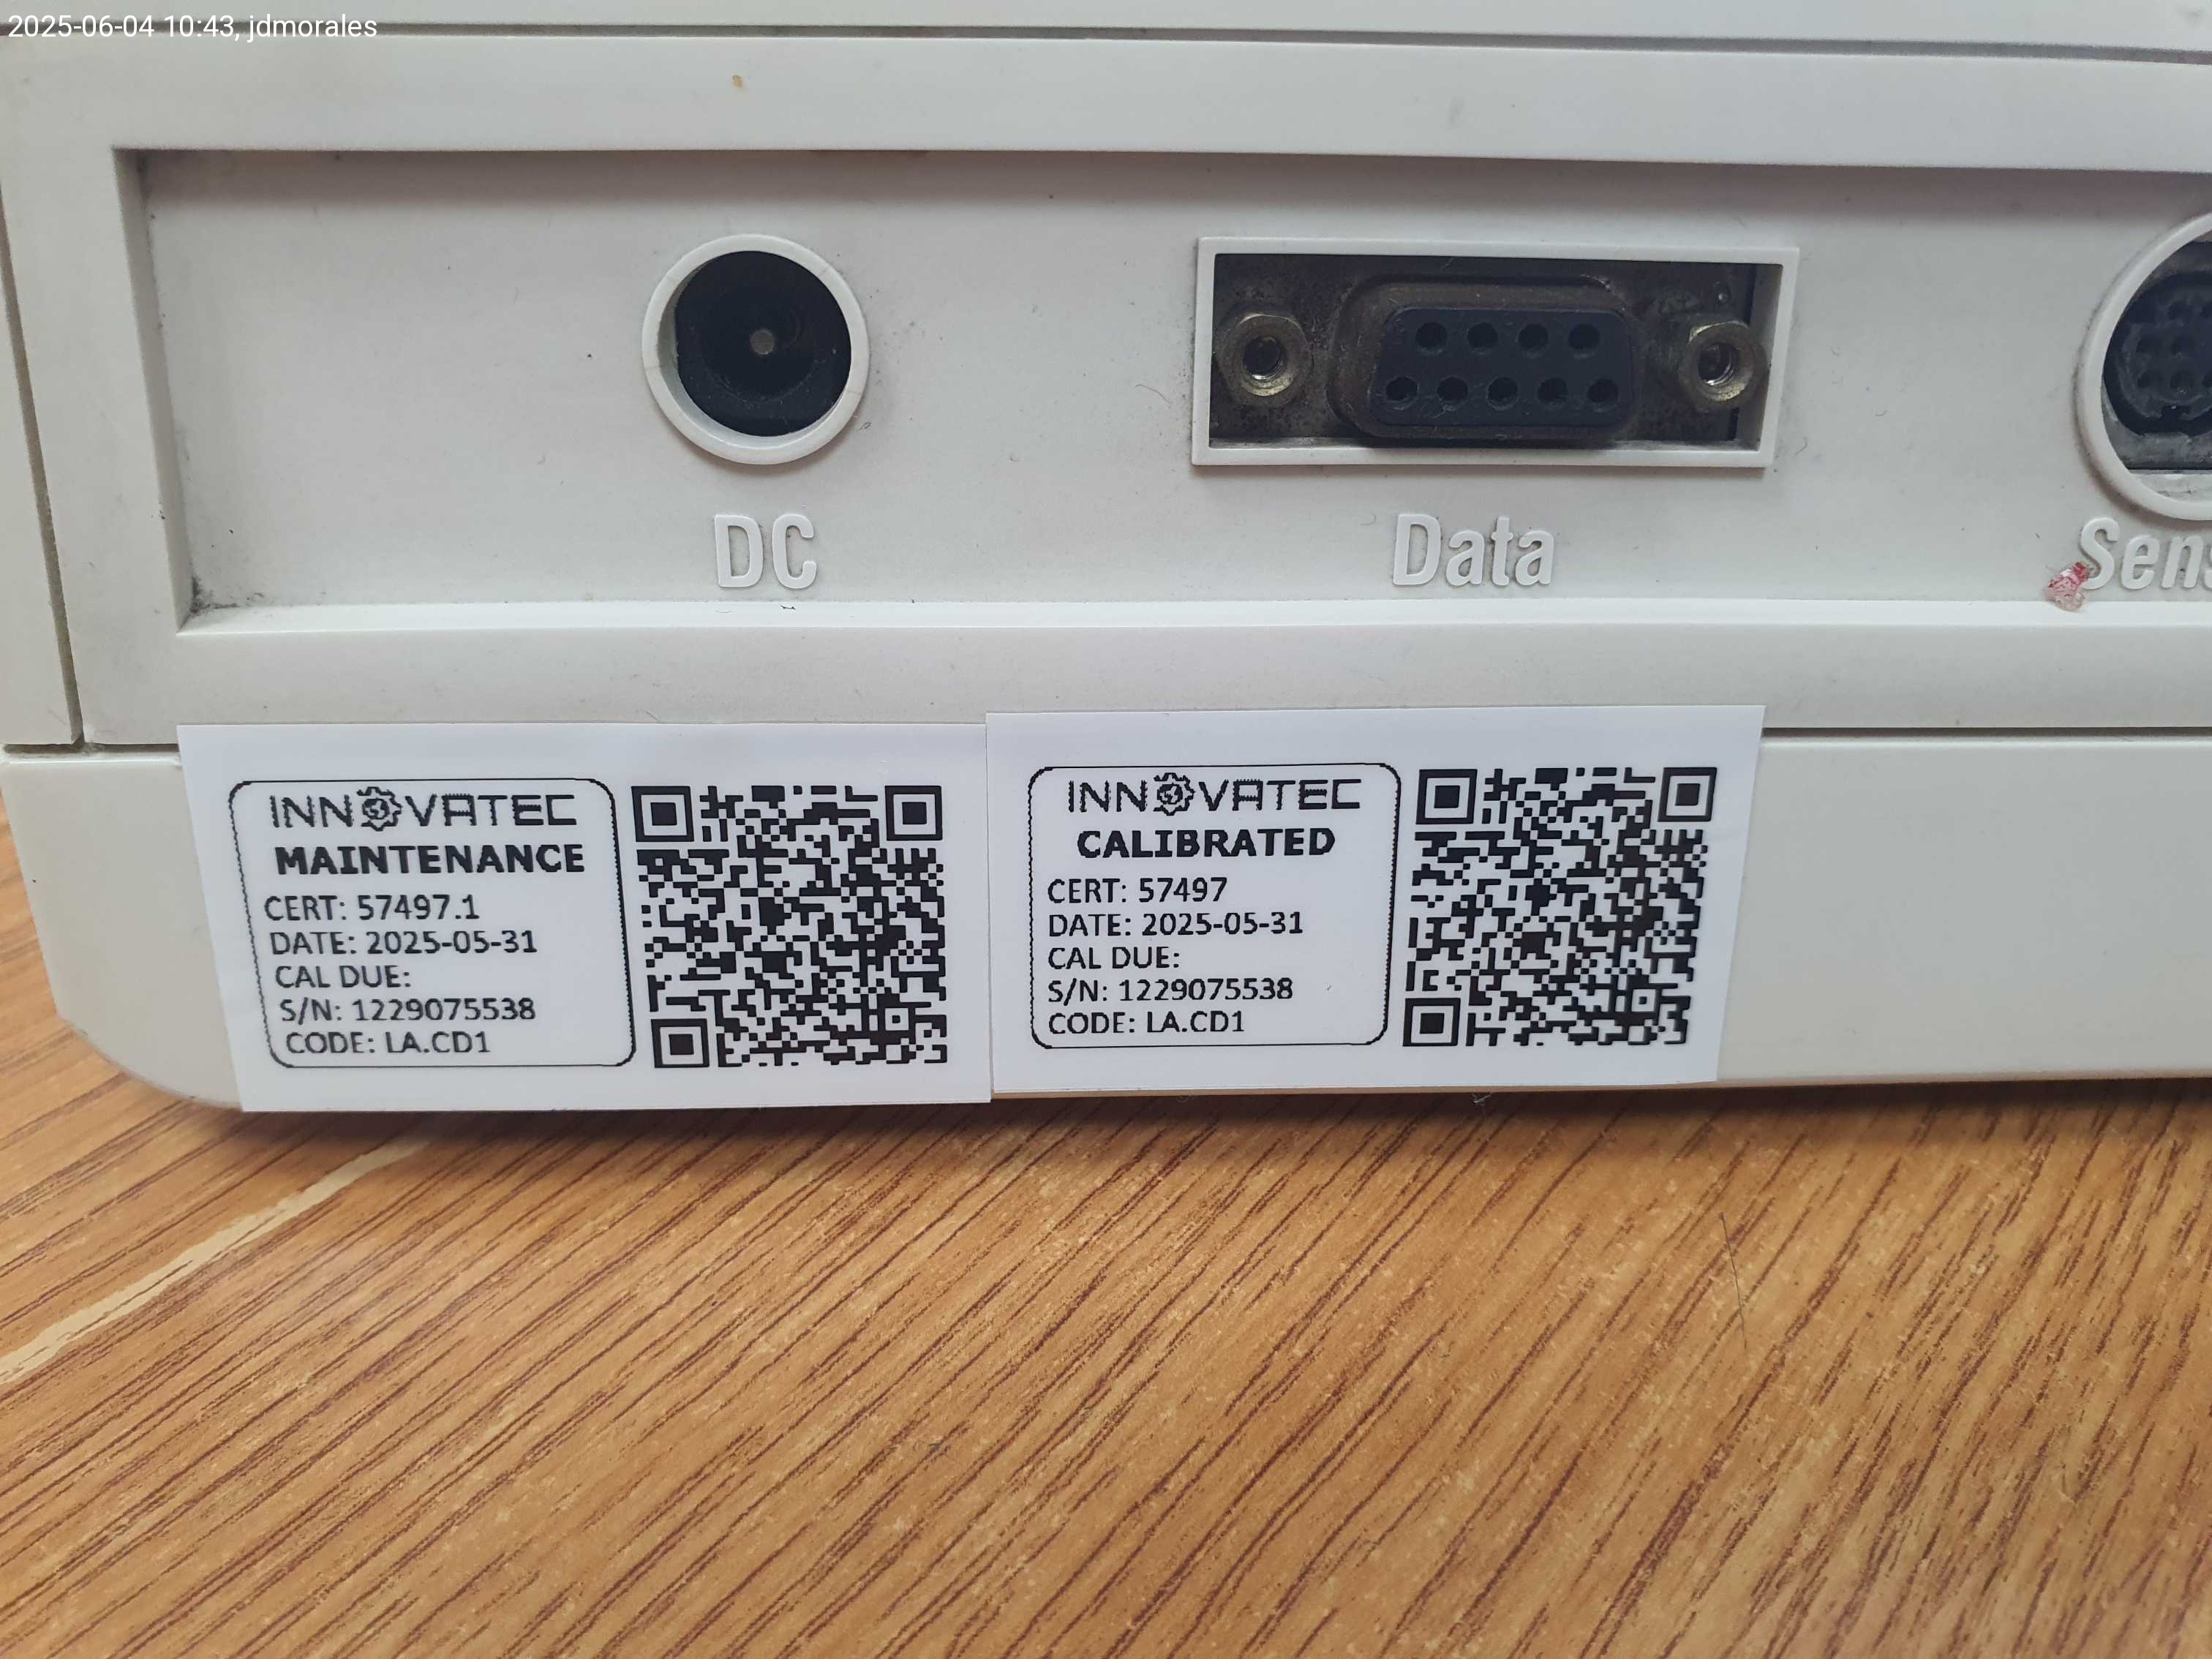 2025-06-04 10:43, jdmorales
DC
Data
INNOVATEC
MAINTENANCE
CERT: 57497.1
DATE: 2025-05-31
CAL DUE:
S/N: 1229075538
CODE: LA.CD1
INNOVATEC
CALIBRATED
CERT: 57497
DATE: 2025-05-31
CAL DUE:
S/N: 1229075538
CODE: LA.CD1